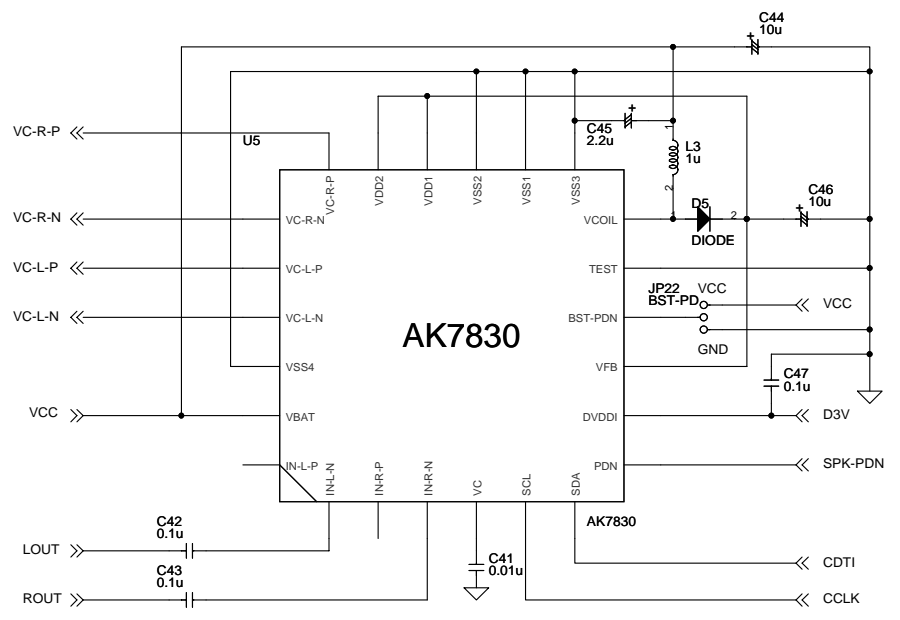 C44
10u
VC-R-P
U5
C45
2.2u
1
L3
1u
2
C46
10u
VC-R-P
VDD2
VDD1
VSS2
VSS1
VSS3
VC-R-N
VC-R-N
VCOIL
1
D5
2
DIODE
VC-L-P
VC-L-P
TEST
JP22
BST-PD
VCC
VCC
VC-L-N
VC-L-N
BST-PDN
AK7830
GND
VSS4
VFB
C47
0.1u
VCC
VBAT
DVDDI
D3V
IN-L-P
IN-L-N
IN-R-P
IN-R-N
VC
SCL
SDA
PDN
SPK-PDN
AK7830
C42
0.1u
LOUT
C41
0.01u
CDTI
C43
0.1u
ROUT
CCLK